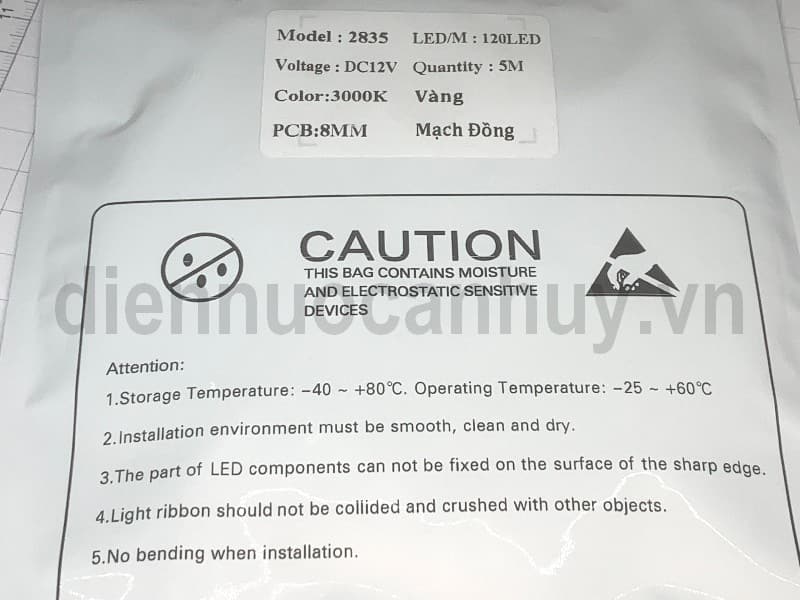 Model : 2835 LED/M : 120LED
Voltage : DC12V Quantity : 5M
Color:3000K Vàng
PCB:8MM Mạch Đồng
CAUTION
THIS BAG CONTAINS MOISTURE
AND ELECTROSTATIC SENSITIVE
DEVICES
diennuocanhuy.vn
Attention:
1.Storage Temperature: -40 ~ +80℃. Operating Temperature: -25 ~ +60℃
2.Installation environment must be smooth, clean and dry.
3.The part of LED components can not be fixed on the surface of the sharp edge.
4.Light ribbon should not be collided and crushed with other objects.
5.No bending when installation.